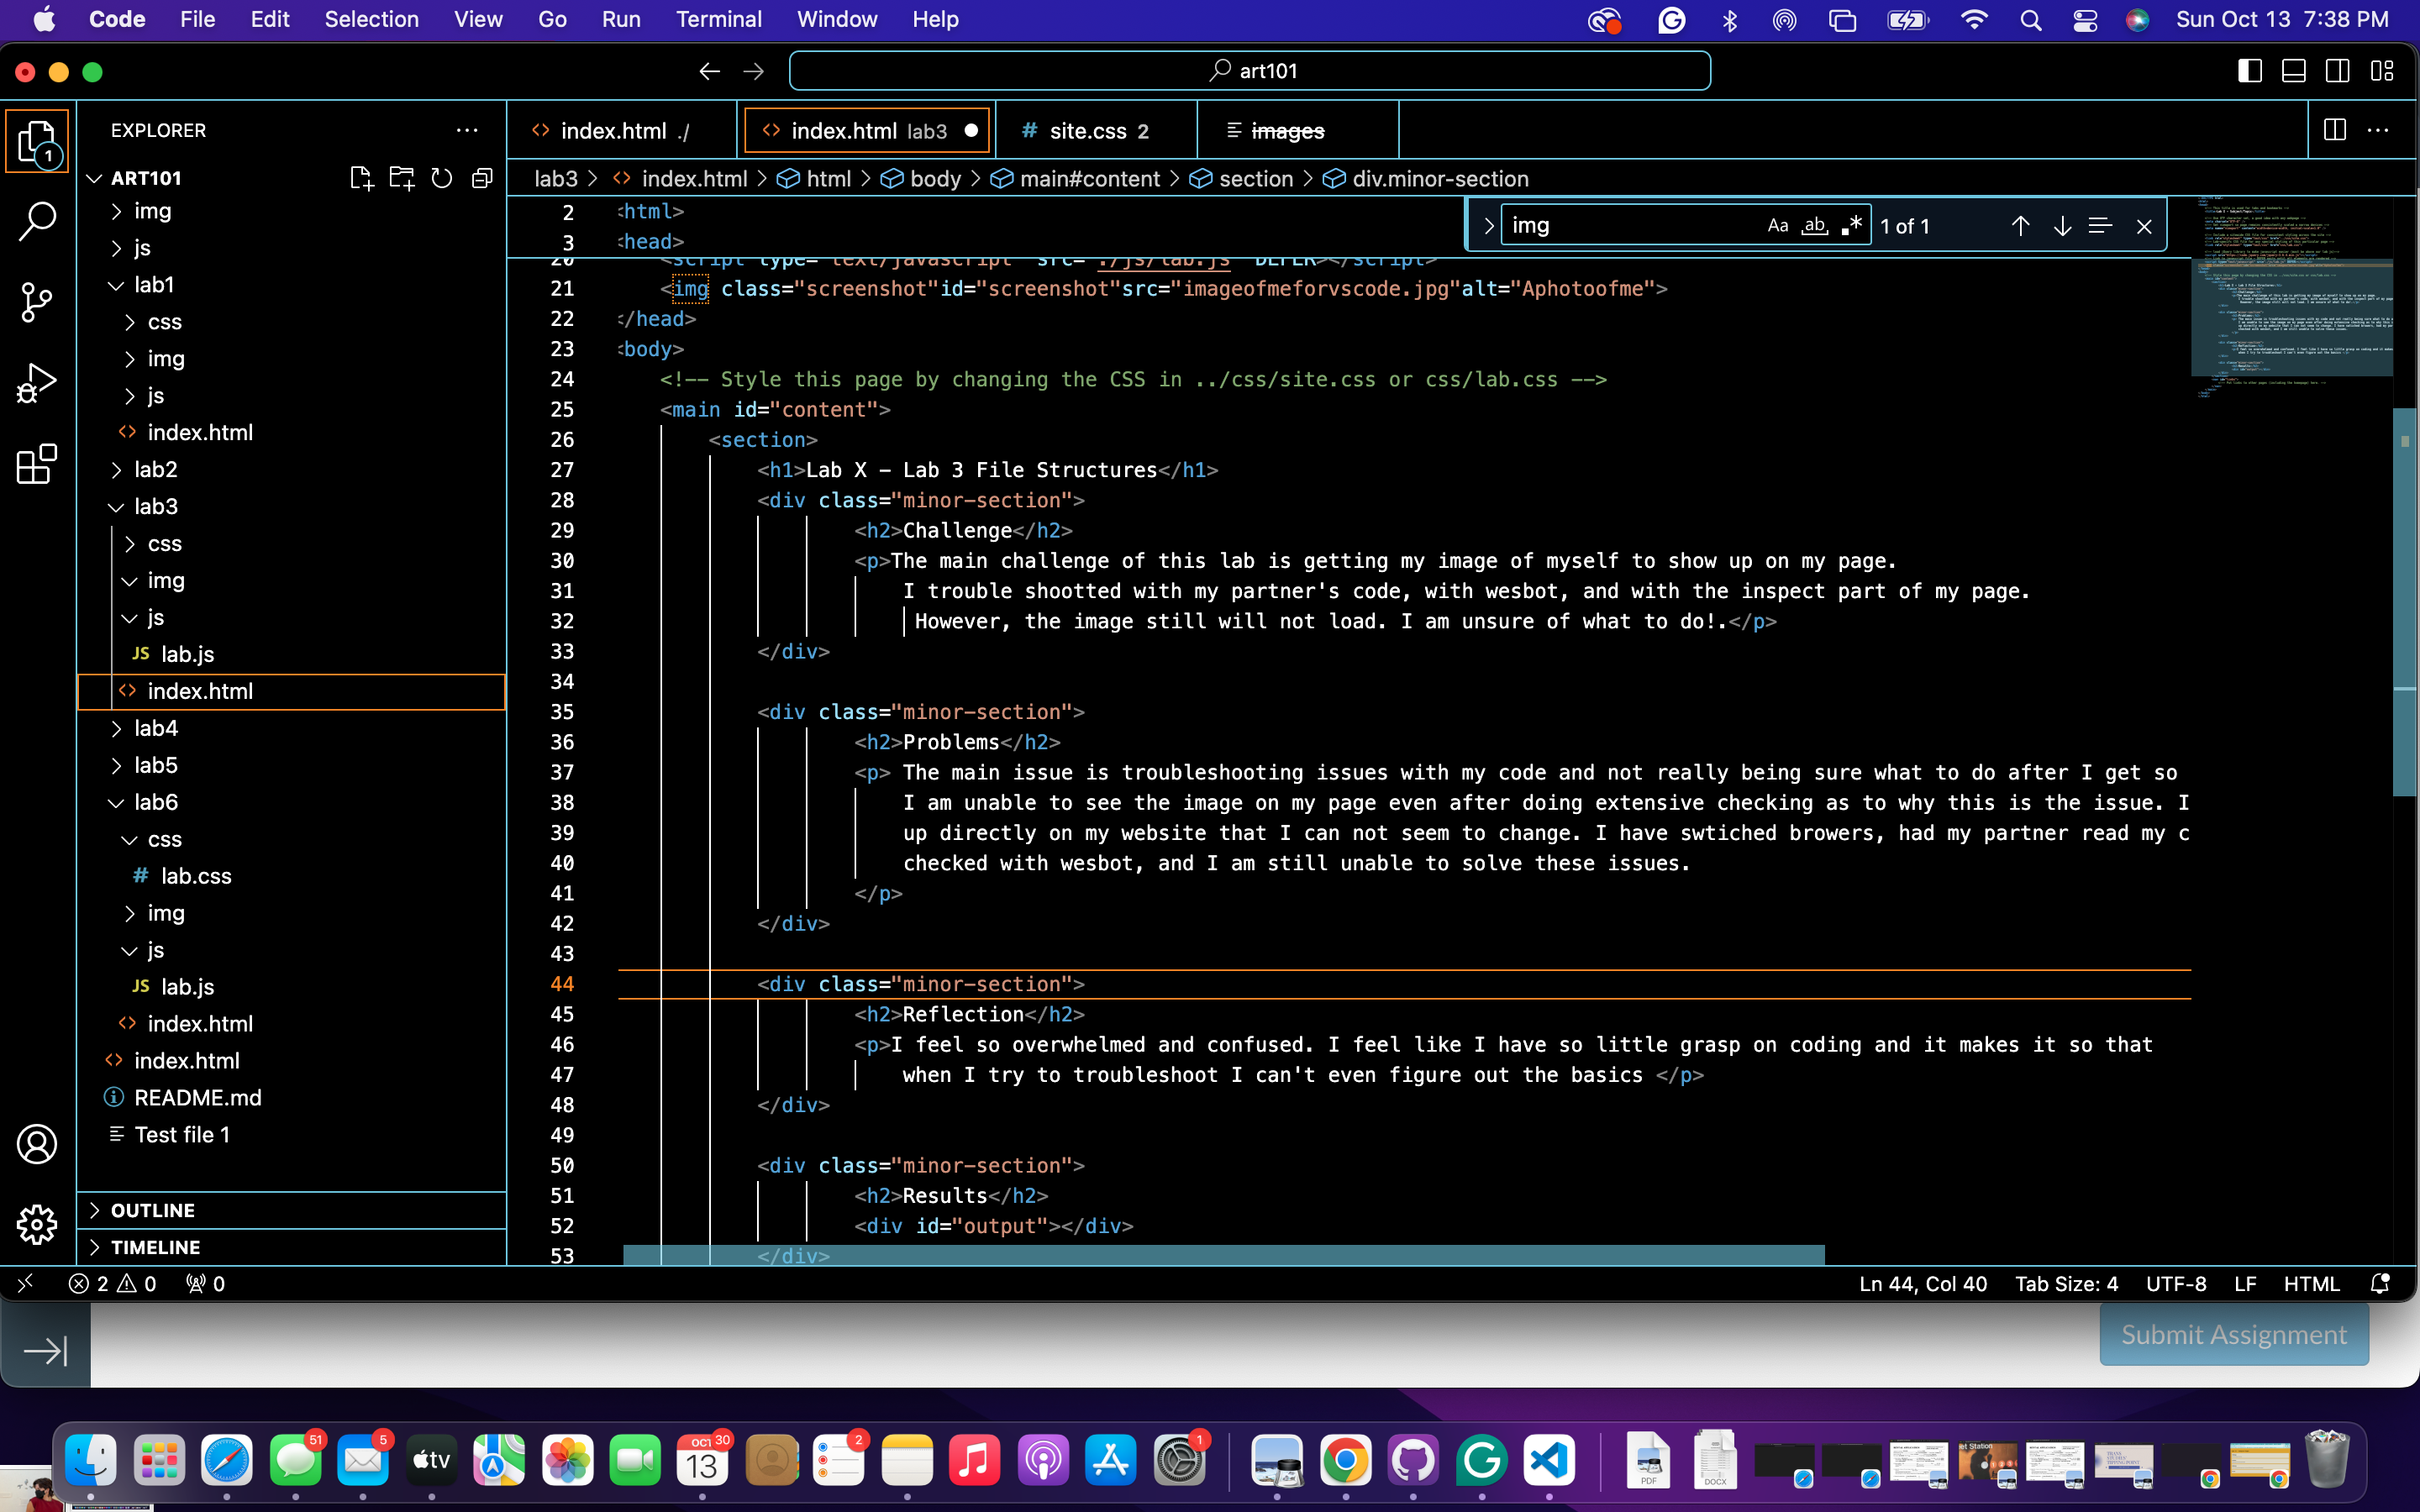 Code File Edit Selection View Go Run Terminal Window Help Sun Oct 13 7:38 PM
art101
EXPLORER
index.html ./
index.html lab3
# site.css 2
images
ART101
lab3 > index.html > html > body > main#content > section > div.minor-section
img
1 of 1
img
js
lab1
css
img
js
index.html
lab2
lab3
css
img
js
JS lab.js
index.html
lab4
lab5
lab6
css
# lab.css
img
js
JS lab.js
index.html
index.html
README.md
Test file 1
OUTLINE
TIMELINE
2 <html>
3 <head>
20 <script type="text/javascript" src="./js/lab.js" DEFER></script>
21 <img class="screenshot"id="screenshot"src="imageofmeforvscode.jpg"alt="Aphotoofme">
22 </head>
23 <body>
24 <!-- Style this page by changing the CSS in ../css/site.css or css/lab.css -->
25 <main id="content">
26 <section>
27 <h1>Lab X - Lab 3 File Structures</h1>
28 <div class="minor-section">
29 <h2>Challenge</h2>
30 <p>The main challenge of this lab is getting my image of myself to show up on my page.
31 I trouble shootted with my partner's code, with wesbot, and with the inspect part of my page.
32 However, the image still will not load. I am unsure of what to do!.</p>
33 </div>
34
35 <div class="minor-section">
36 <h2>Problems</h2>
37 <p> The main issue is troubleshooting issues with my code and not really being sure what to do after I get so
38 I am unable to see the image on my page even after doing extensive checking as to why this is the issue. I
39 up directly on my website that I can not seem to change. I have swtiched browers, had my partner read my c
40 checked with wesbot, and I am still unable to solve these issues.
41 </p>
42 </div>
43
44 <div class="minor-section">
45 <h2>Reflection</h2>
46 <p>I feel so overwhelmed and confused. I feel like I have so little grasp on coding and it makes it so that
47 when I try to troubleshoot I can't even figure out the basics </p>
48 </div>
49
50 <div class="minor-section">
51 <h2>Results</h2>
52 <div id="output"></div>
53 </div>
2 0 0
Ln 44, Col 40 Tab Size: 4 UTF-8 LF HTML
Submit Assignment
51 5 tv OCT 30 13 2 1 PDF DOCX